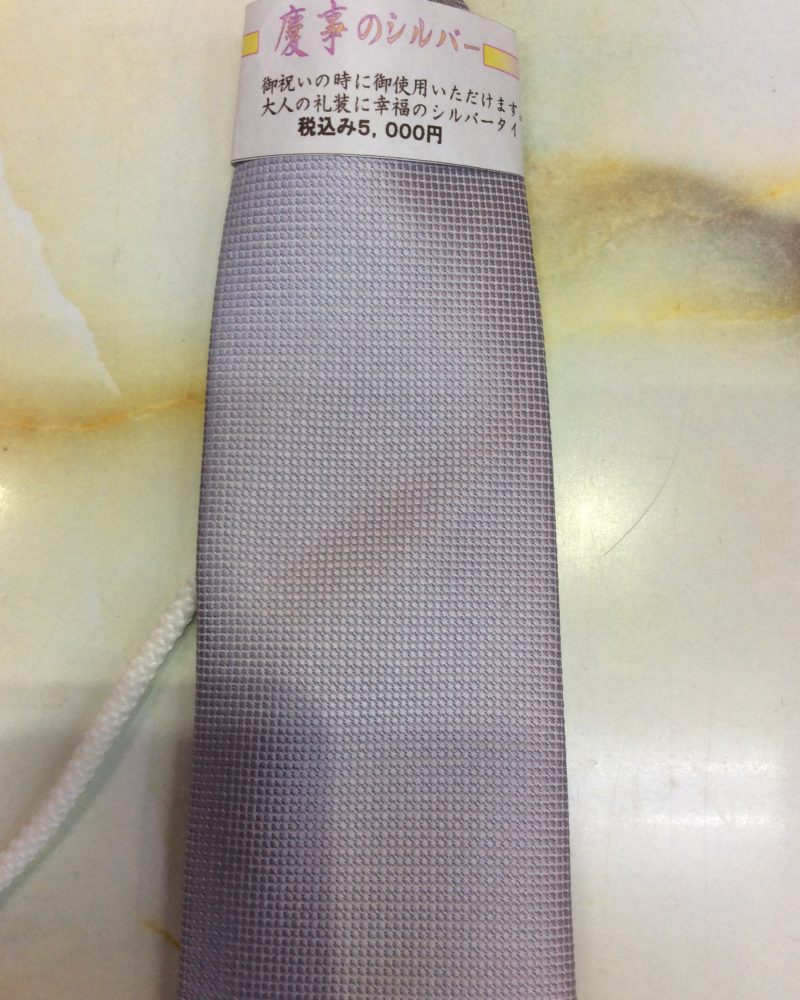 慶事のシルバー
御祝いの時に御使用いただけます。
大人の礼装に幸福のシルバータイ
税込み5,000円